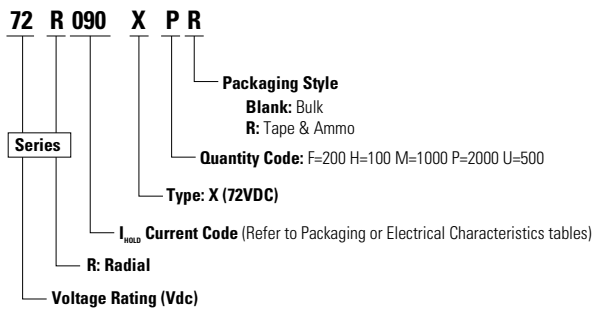 72 R 090 X P R
Packaging Style
Blank: Bulk
R: Tape & Ammo
Series
Quantity Code: F=200 H=100 M=1000 P=2000 U=500
Type: X (72VDC)
I HOLD Current Code (Refer to Packaging or Electrical Characteristics tables)
R: Radial
Voltage Rating (Vdc)